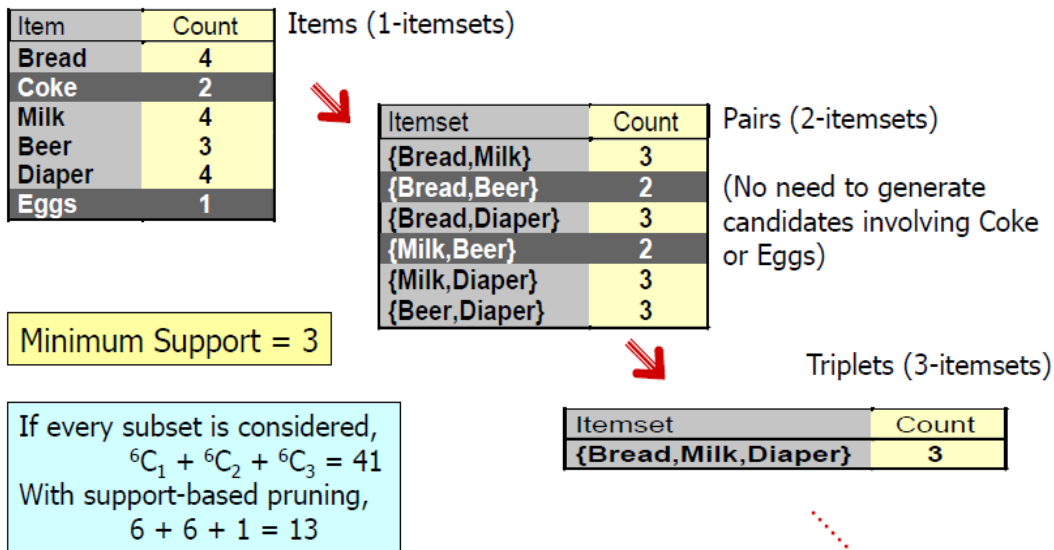 Item Count
Bread 4
Coke 2
Milk 4
Beer 3
Diaper 4
Eggs 1
Items (1-itemsets)
Itemset Count
{Bread,Milk} 3
{Bread,Beer} 2
{Bread,Diaper} 3
{Milk,Beer} 2
{Milk,Diaper} 3
{Beer,Diaper} 3
Pairs (2-itemsets)
(No need to generate
candidates involving Coke
or Eggs)
Minimum Support = 3
Triplets (3-itemsets)
Itemset Count
{Bread,Milk,Diaper} 3
If every subset is considered,
⁶C₁ + ⁶C₂ + ⁶C₃ = 41
With support-based pruning,
6 + 6 + 1 = 13